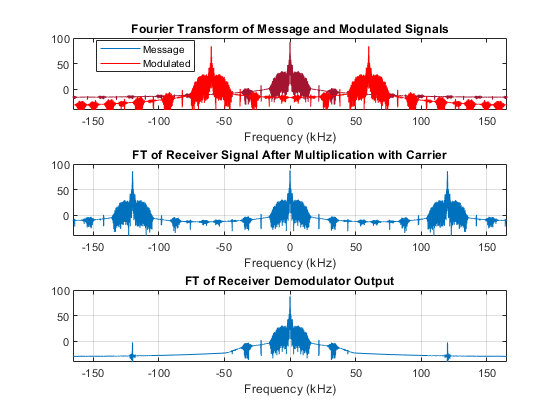 Fourier Transform of Message and Modulated Signals
100
50
0
Message
Modulated
-150 -100 -50 0 50 100 150
Frequency (kHz)
FT of Receiver Signal After Multiplication with Carrier
100
50
0
-150 -100 -50 0 50 100 150
Frequency (kHz)
FT of Receiver Demodulator Output
100
50
0
-150 -100 -50 0 50 100 150
Frequency (kHz)